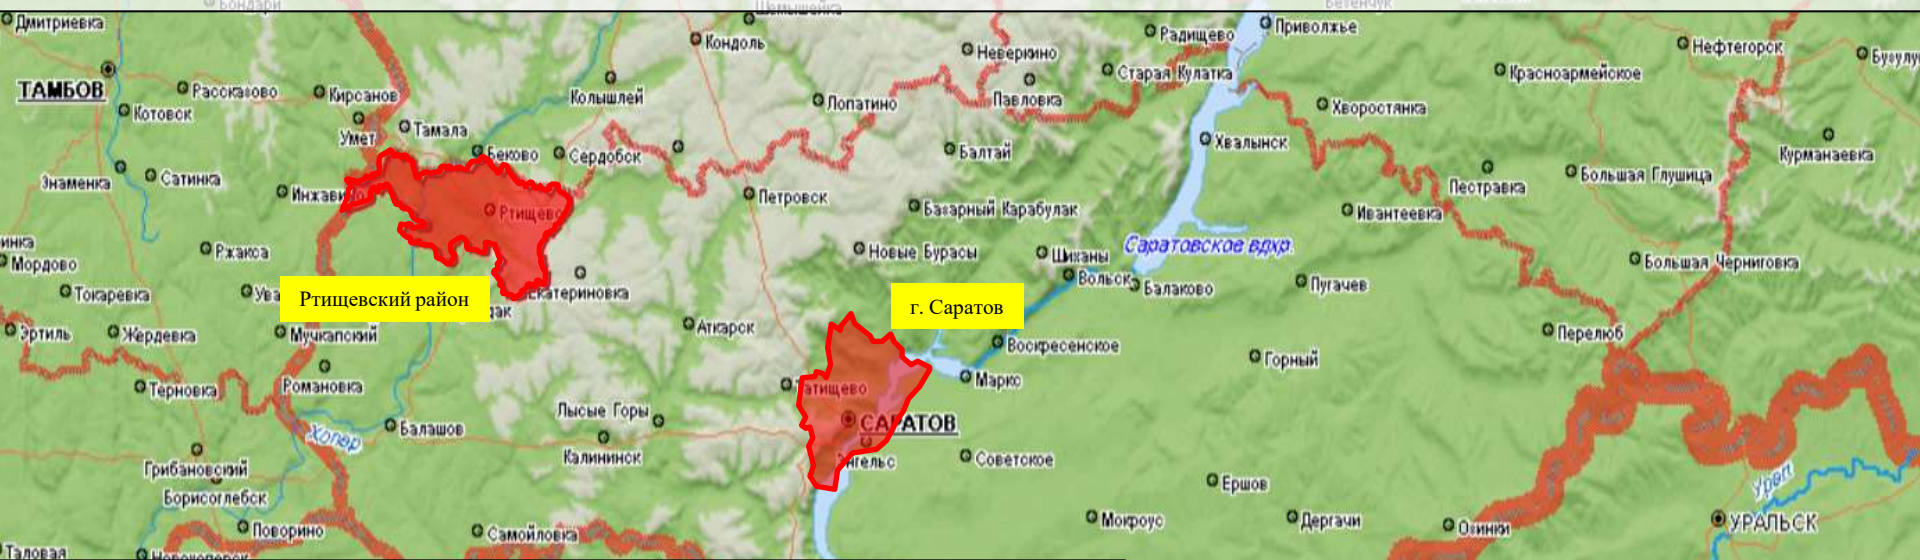 Бондари
Шемышейка
Безенчук
Дмитриевка
Кондоль
Неверкино
Радищево
Приволжье
Нефтегорск
ТАМБОВ
Рассказово
Кирсанов
Колышлей
Лопатино
Павловка
Старая Кулатка
Красноармейское
Хворостянка
Котовск
Умет
Тамала
Беково
Сердобск
Балтай
Хвалынск
Курманаевка
Знаменка
Сатинка
Петровск
Пестравка
Большая Глушица
Ртищево
Базарный Карабулак
Ивантеевка
Ржакса
Новые Бурасы
Шиханы
Саратовское вдхр.
Мордово
Вольск
Балаково
Пугачев
Большая Черниговка
Токаревка
Ртищевский район
Екатериновка
г. Саратов
Эртиль
Жердевка
Мучкапский
Аткарск
Воскресенское
Горный
Перелюб
Терновка
Романовка
Татищево
Маркс
Лысые Горы
САРАТОВ
Хопер
Балашов
Калининск
Энгельс
Советское
Грибановский
Борисоглебск
Ершов
Урал
Поворино
Самойловка
Мокроус
Дергачи
Озинки
УРАЛЬСК
Таловая
Новохоперск